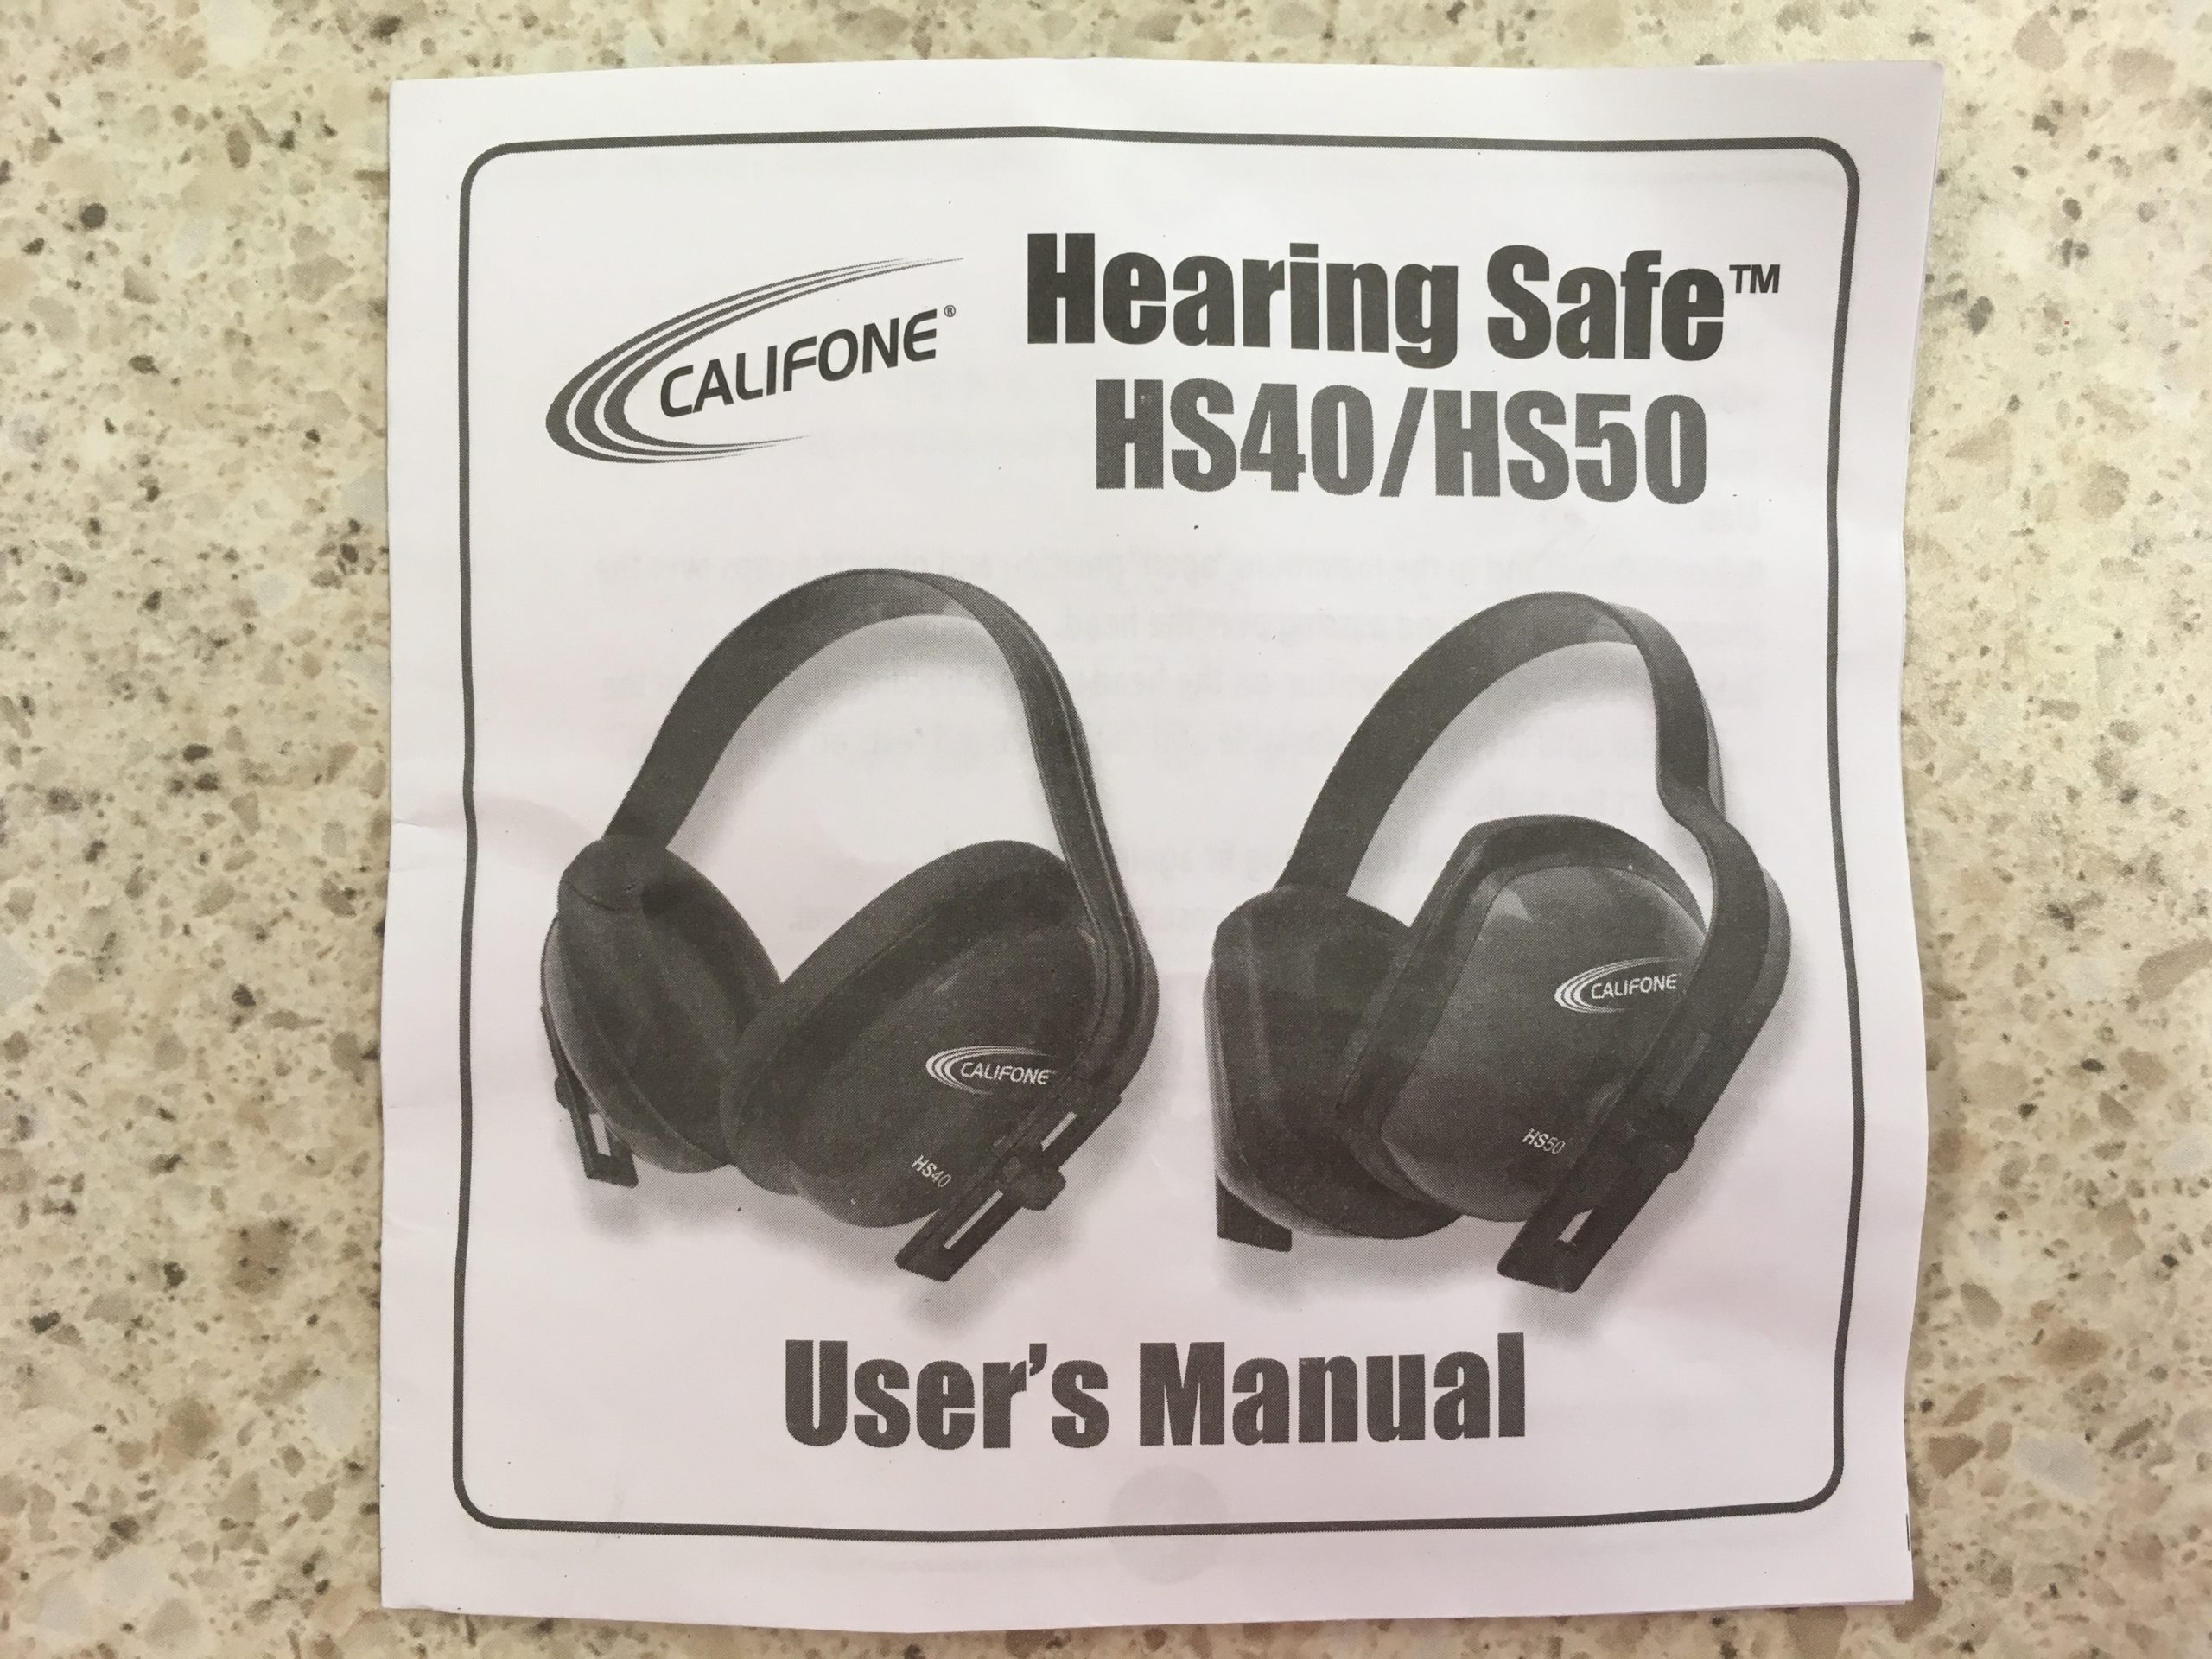 CALIFONE®
Hearing Safe™
HS40/HS50
CALIFONE
HS40
CALIFONE
HS50
User's Manual